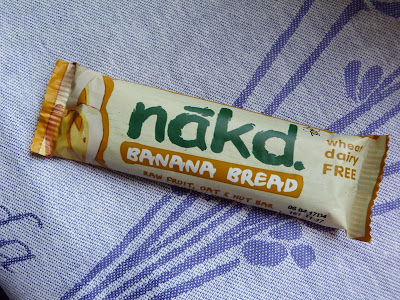 nākd.
BANANA BREAD
RAW FRUIT, OAT & NUT BAR
wheat
dairy
FREE